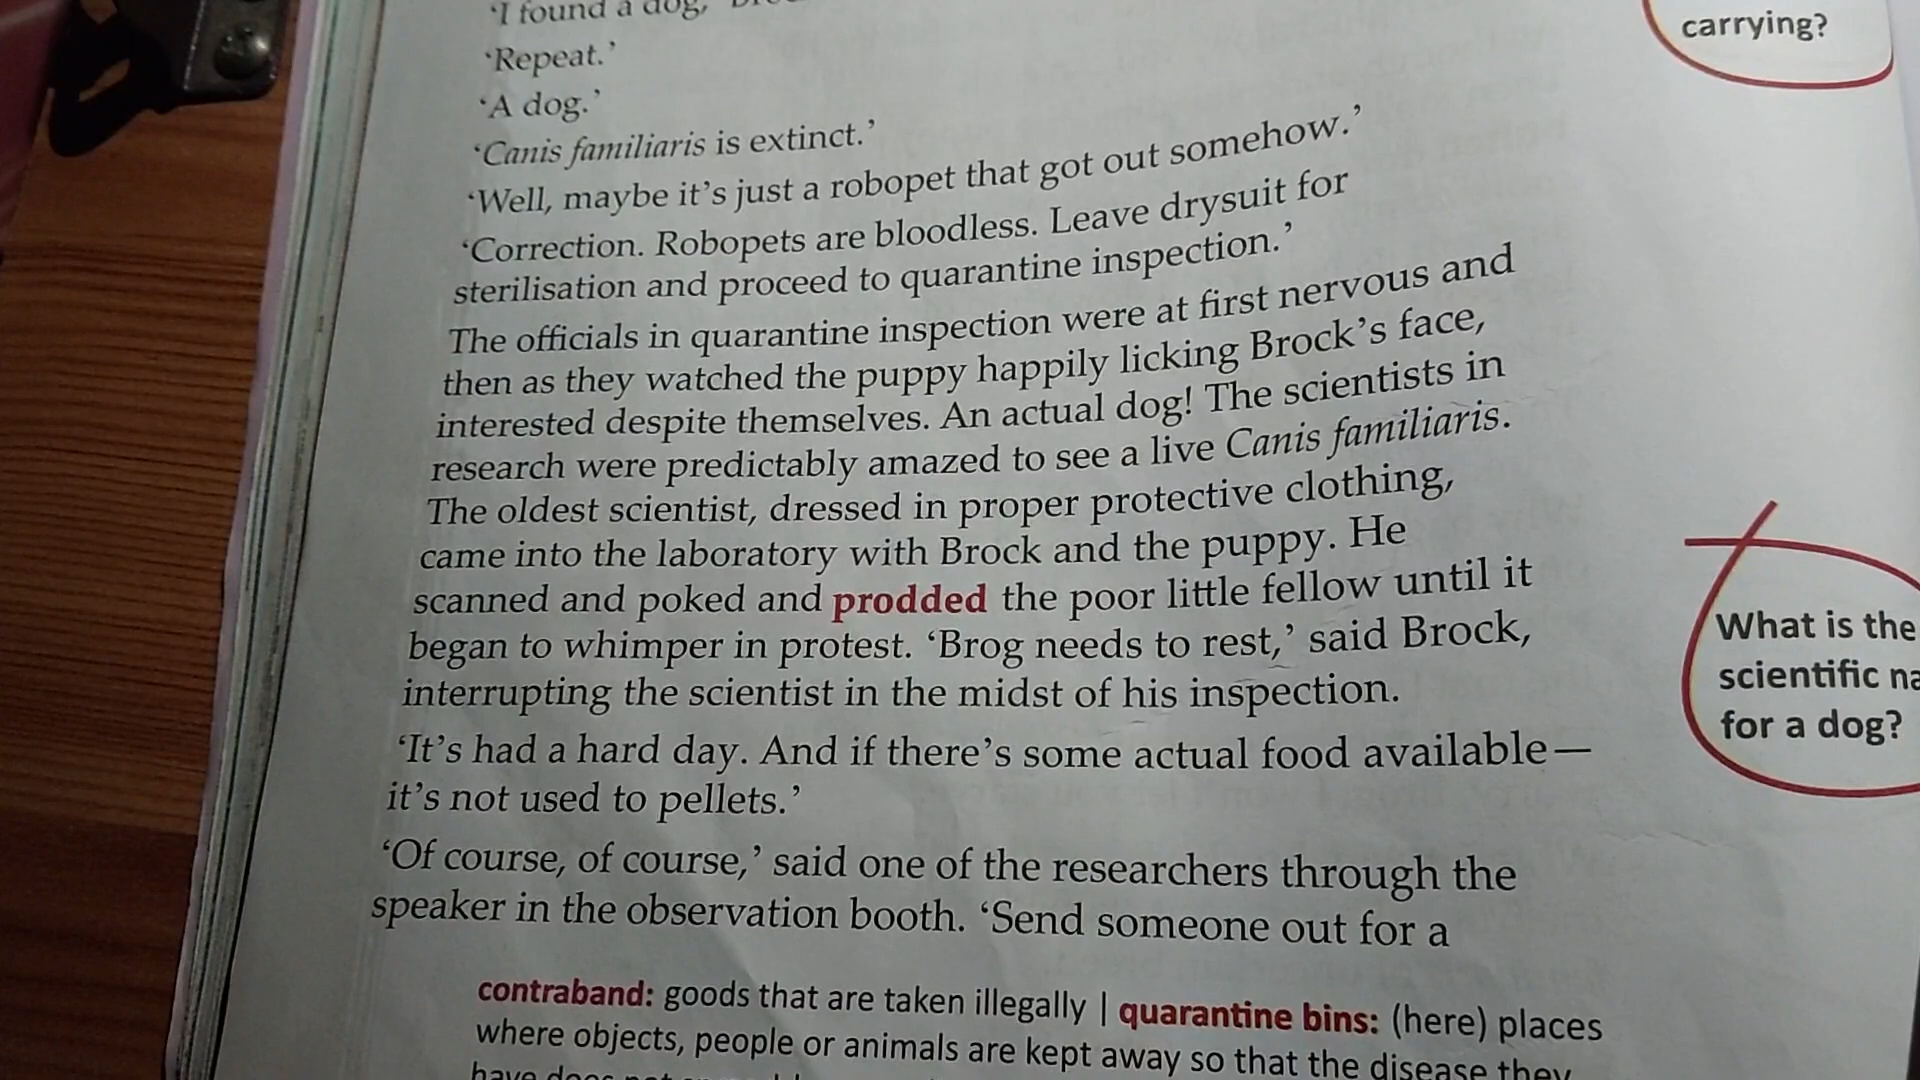 'I found a dog,'
'Repeat.'
'A dog.'
'Canis familiaris is extinct.'
'Well, maybe it's just a robopet that got out somehow.'
'Correction. Robopets are bloodless. Leave drysuit for
sterilisation and proceed to quarantine inspection.'
The officials in quarantine inspection were at first nervous and
then as they watched the puppy happily licking Brock's face,
interested despite themselves. An actual dog! The scientists in
research were predictably amazed to see a live Canis familiaris.
The oldest scientist, dressed in proper protective clothing,
came into the laboratory with Brock and the puppy. He
scanned and poked and prodded the poor little fellow until it
began to whimper in protest. 'Brog needs to rest,' said Brock,
interrupting the scientist in the midst of his inspection.
'It's had a hard day. And if there's some actual food available—
it's not used to pellets.'
'Of course, of course,' said one of the researchers through the
speaker in the observation booth. 'Send someone out for a
contraband: goods that are taken illegally | quarantine bins: (here) places
where objects, people or animals are kept away so that the disease they
carrying?
What is the
scientific
for a dog?